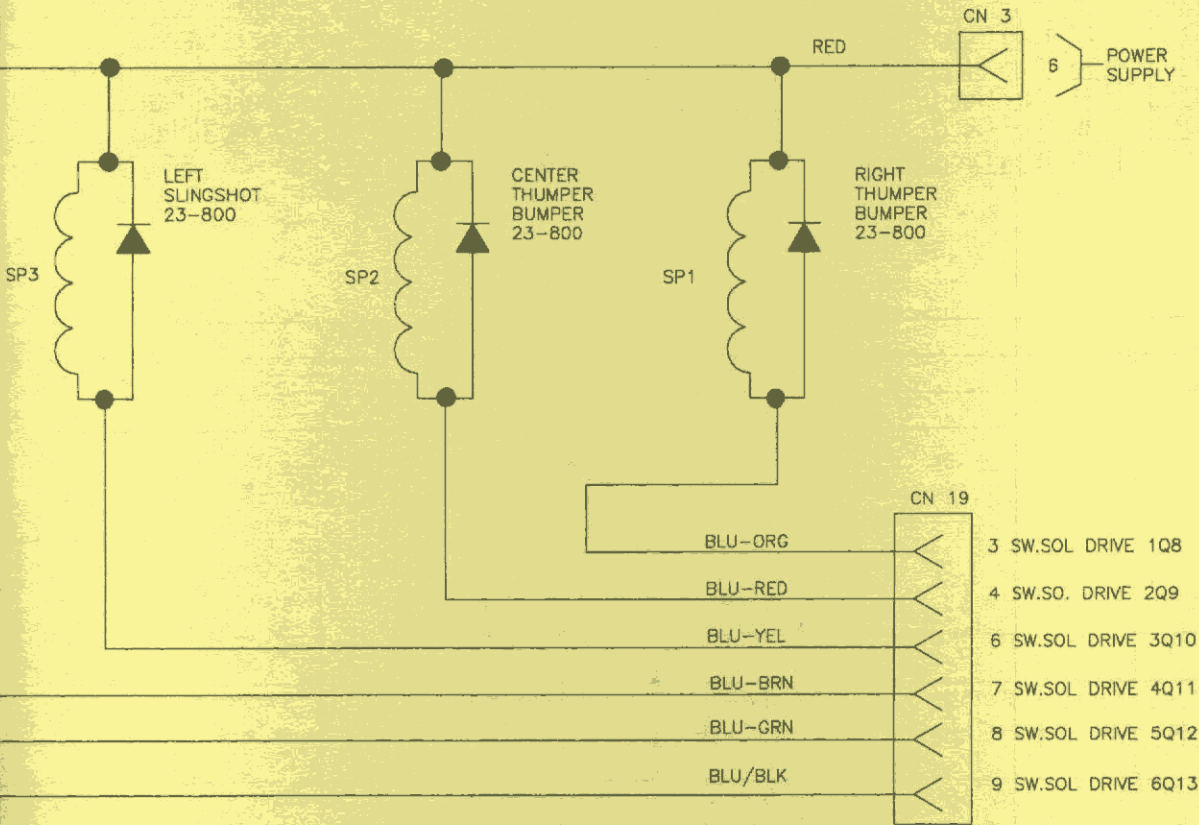 CN 3
RED
6
POWER
SUPPLY
LEFT
SLINGSHOT
23-800
CENTER
THUMPER
BUMPER
23-800
RIGHT
THUMPER
BUMPER
23-800
SP3
SP2
SP1
CN 19
BLU-ORG
3 SW.SOL DRIVE 1Q8
BLU-RED
4 SW.SO. DRIVE 2Q9
BLU-YEL
6 SW.SOL DRIVE 3Q10
BLU-BRN
7 SW.SOL DRIVE 4Q11
BLU-GRN
8 SW.SOL DRIVE 5Q12
BLU/BLK
9 SW.SOL DRIVE 6Q13